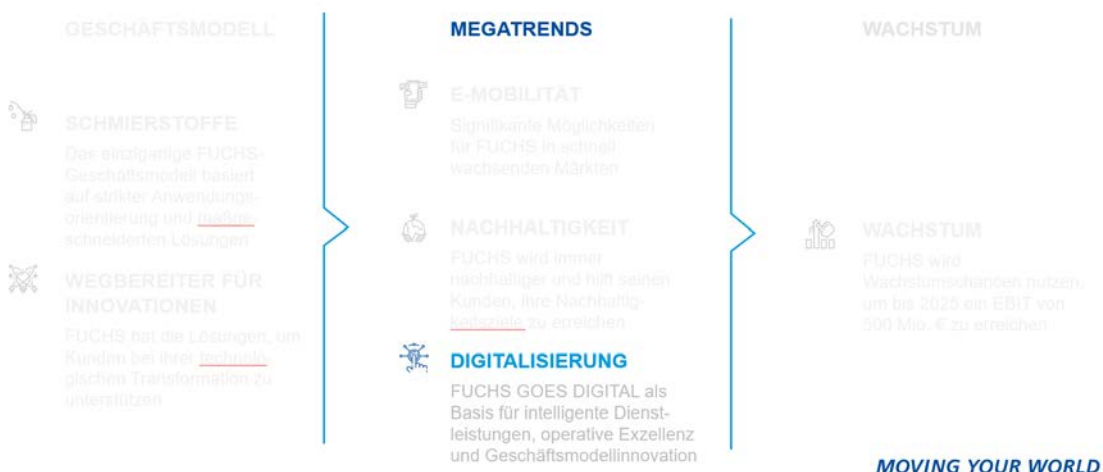 GESCHÄFTSMODELL
SCHMIERSTOFFE
Das einzigartige FUCHS-
Geschäftsmodell basiert
auf strikter Anwendungs-
orientierung und maßge-
schneiderten Lösungen
WEGBEREITER FÜR
INNOVATIONEN
FUCHS hat die Lösungen, um
Kunden bei ihrer technolo-
gischen Transformation zu
unterstützen
MEGATRENDS
E-MOBILITÄT
Signifikante Möglichkeiten
für FUCHS in schnell
wachsenden Märkten
NACHHALTIGKEIT
FUCHS wird immer
nachhaltiger und hilft seinen
Kunden, ihre Nachhaltig-
keitsziele zu erreichen
DIGITALISIERUNG
FUCHS GOES DIGITAL als
Basis für intelligente Dienst-
leistungen, operative Exzellenz
und Geschäftsmodellinnovation
WACHSTUM
WACHSTUM
FUCHS wird
Wachstumschancen nutzen,
um bis 2025 ein EBIT von
500 Mio. € zu erreichen
MOVING YOUR WORLD